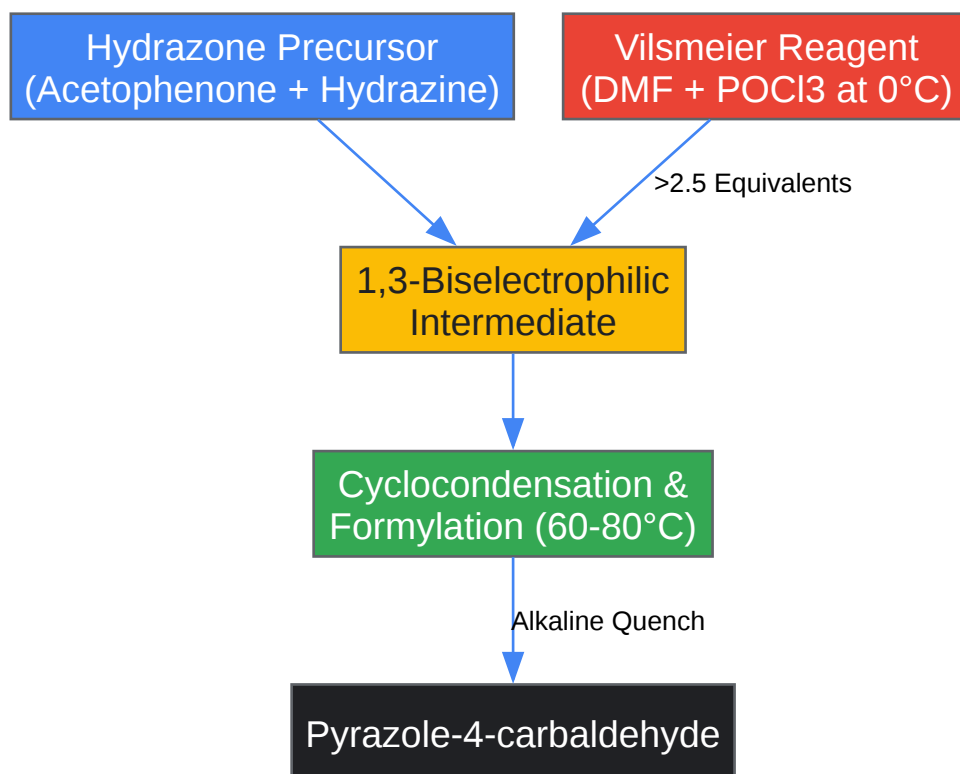 Hydrazone Precursor
(Acetophenone + Hydrazine)
Vilsmeier Reagent
(DMF + POCl3 at 0°C)
>2.5 Equivalents
1,3-Biselectrophilic
Intermediate
Cyclocondensation &
Formylation (60-80°C)
Alkaline Quench
Pyrazole-4-carbaldehyde